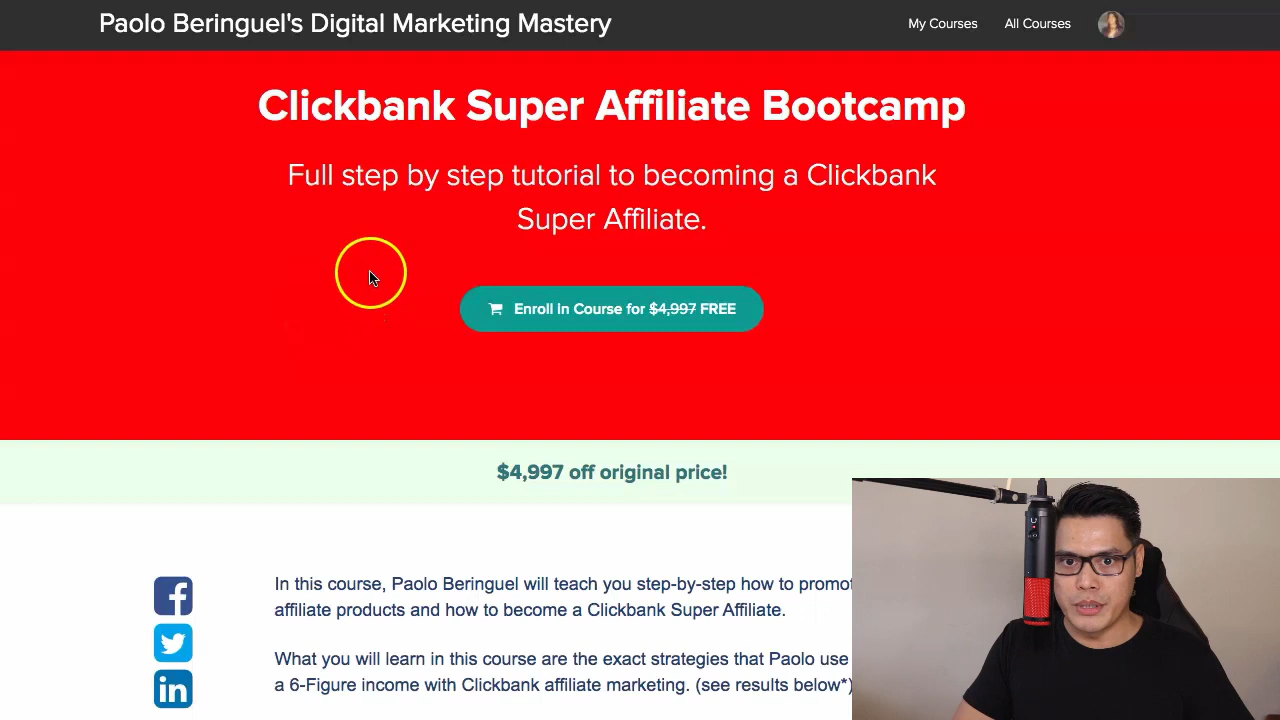 Paolo Beringuel's Digital Marketing Mastery
My Courses
All Courses
Clickbank Super Affiliate Bootcamp
Full step by step tutorial to becoming a Clickbank
Super Affiliate.
Enroll in Course for $4,997 FREE
$4,997 off original price!
In this course, Paolo Beringuel will teach you step-by-step how to
affiliate products and how to become a Clickbank Super Affiliate.
What you will learn in this course are the exact strategies that Paolo use
a 6-Figure income with Clickbank affiliate marketing. (see results below*)